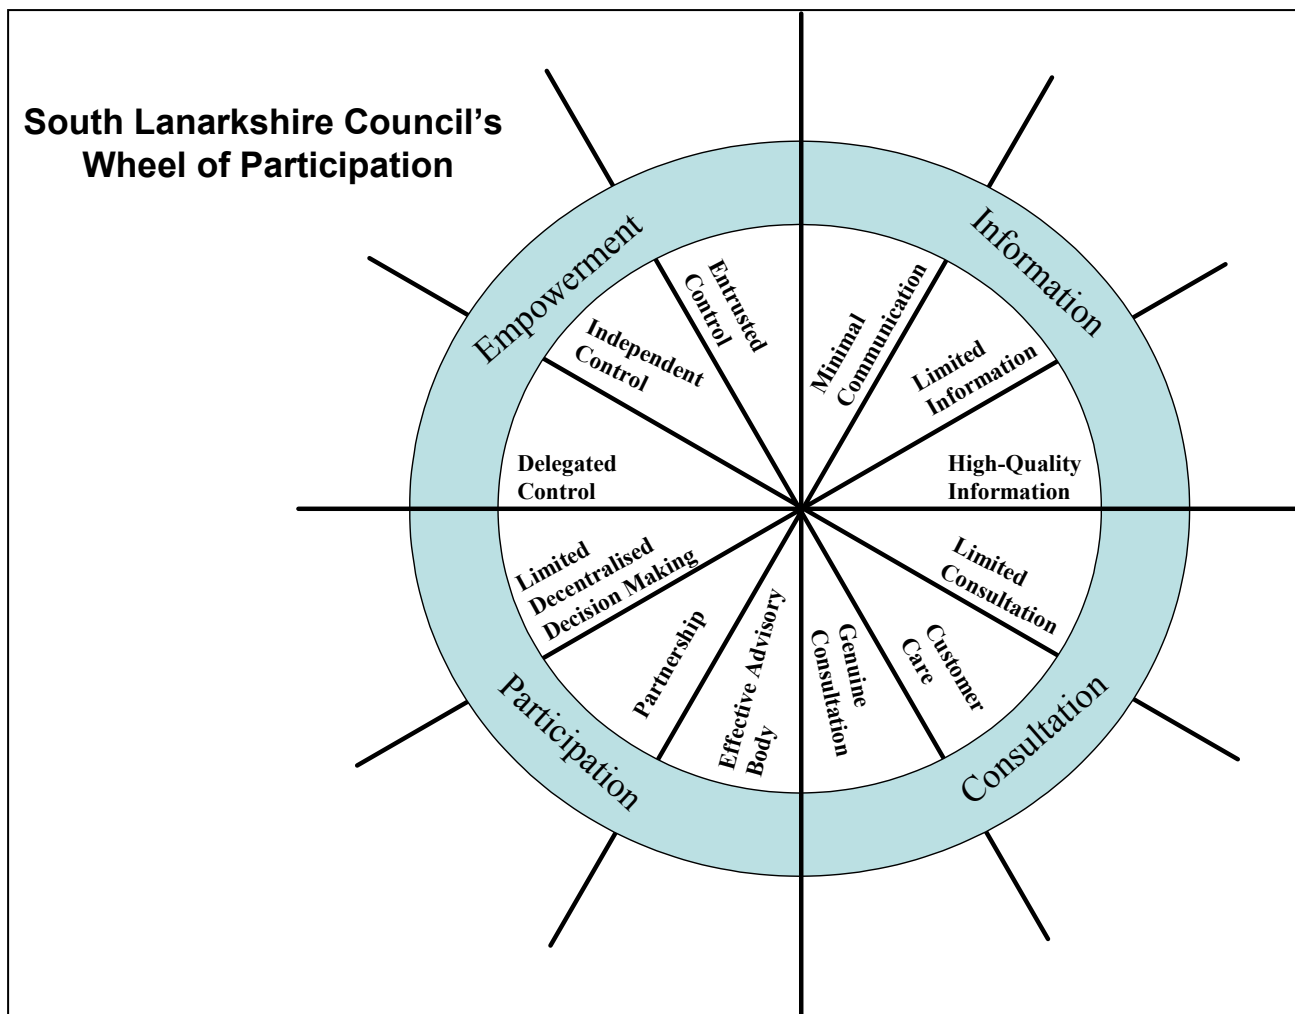 South Lanarkshire Council’s
Wheel of Participation
Information
Minimal
Communication
Limited
Information
High-Quality
Information
Consultation
Limited
Consultation
Customer
Care
Genuine
Consultation
Participation
Effective Advisory
Body
Partnership
Limited
Decentralised
Decision Making
Empowerment
Delegated
Control
Independent
Control
Entrusted
Control